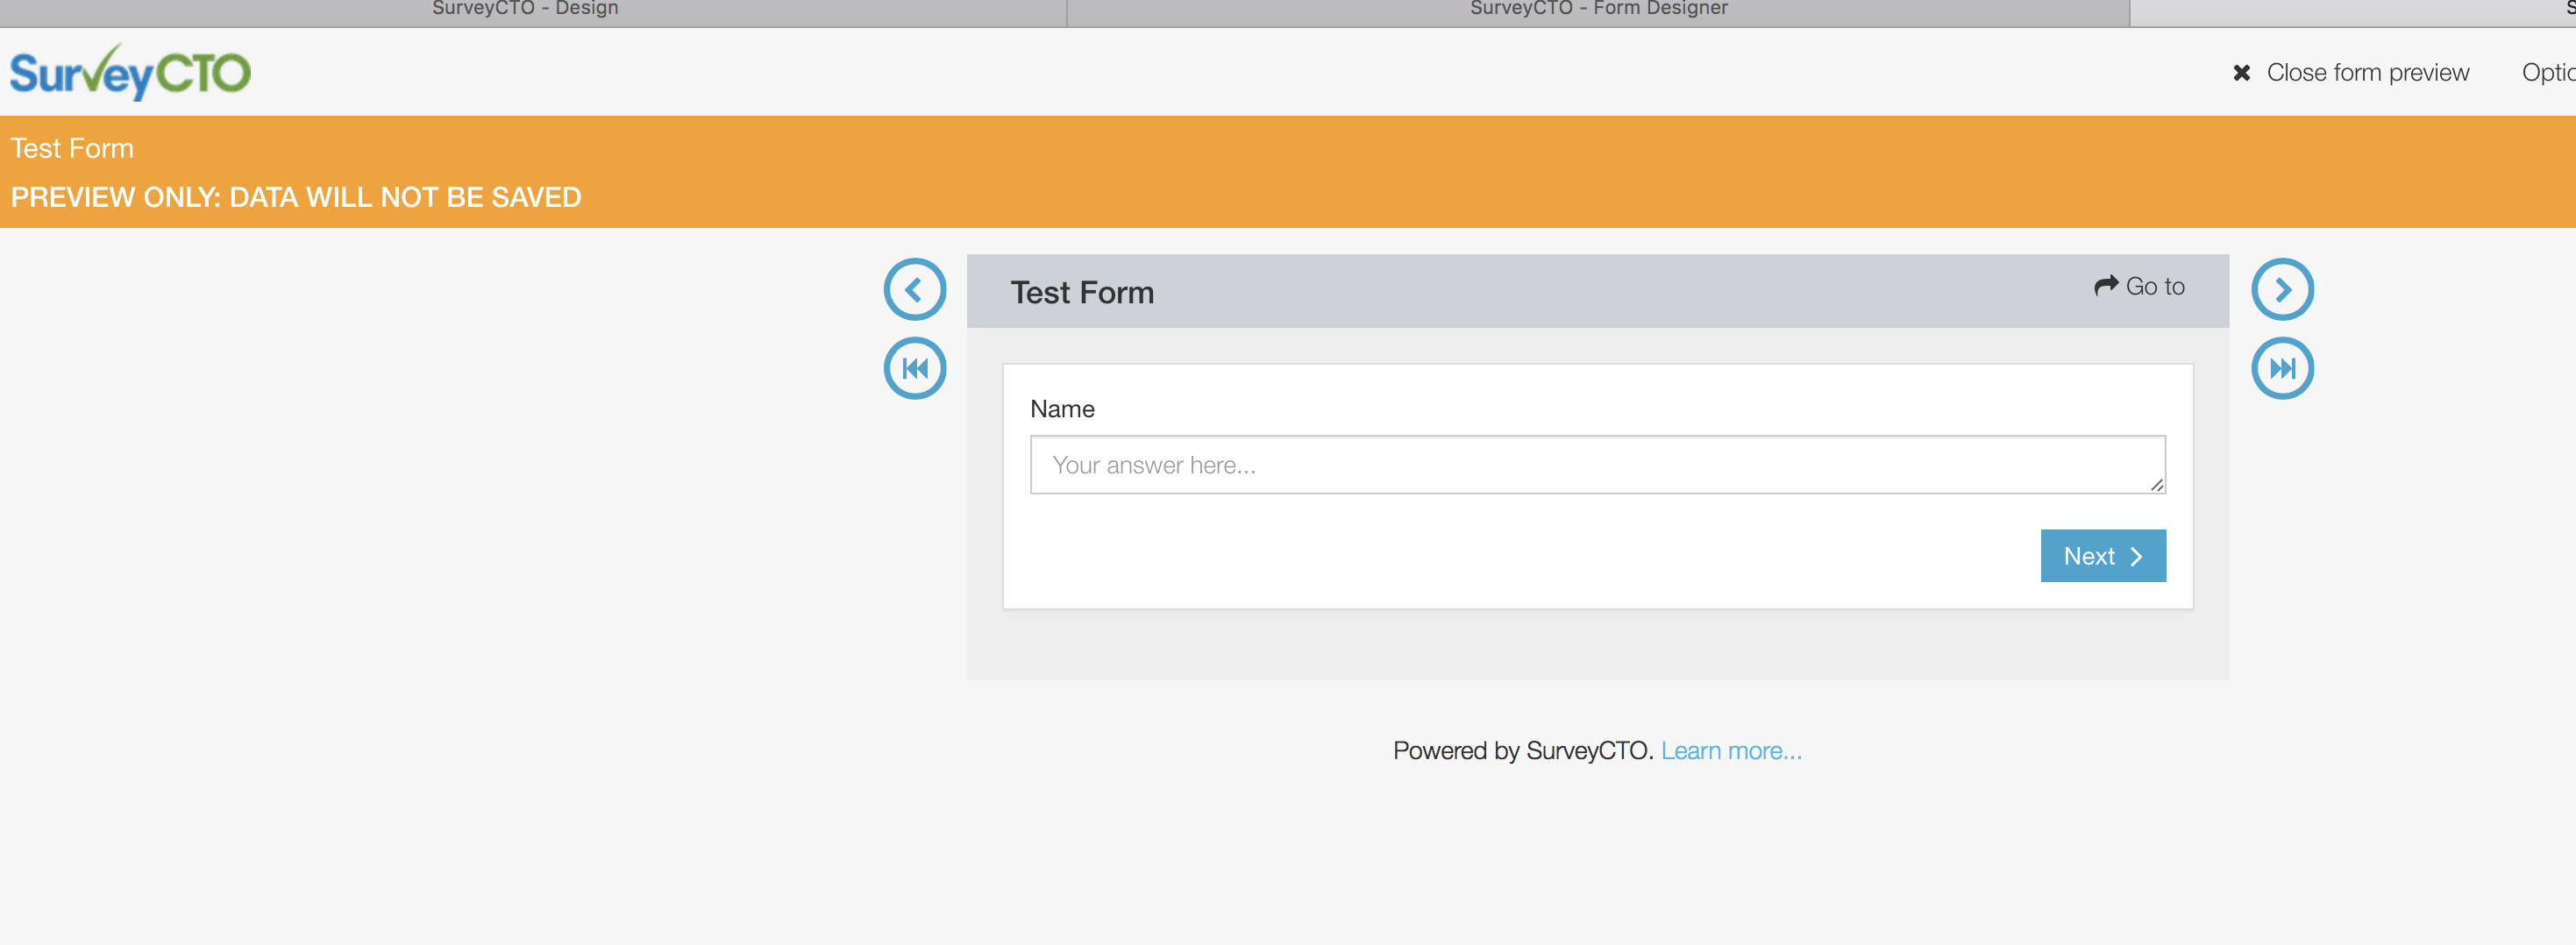 SurveyCTO - Design
SurveyCTO - Form Designer
SurveyCTO
Close form preview
Test Form
PREVIEW ONLY: DATA WILL NOT BE SAVED
Test Form
Go to
Name
Your answer here...
Next
Powered by SurveyCTO. Learn more...